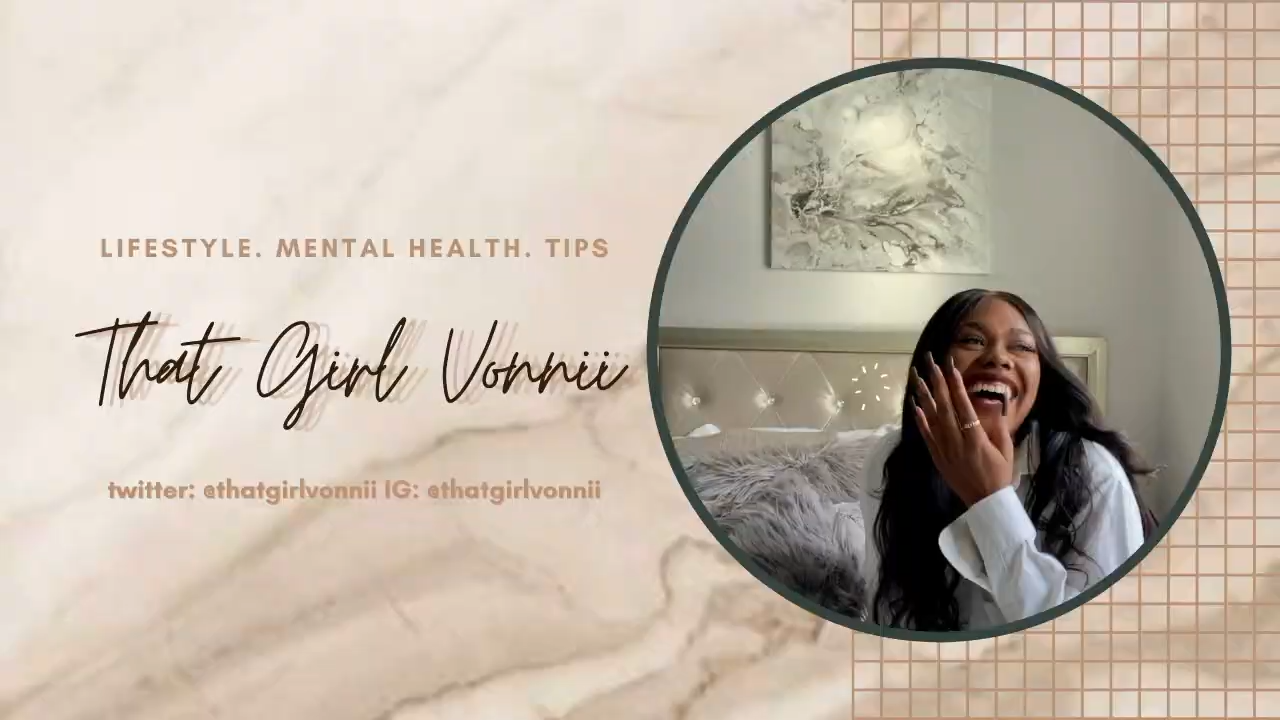 LIFESTYLE. MENTAL HEALTH. TIPS
That Girl Vonnii
twitter: @thatgirlvonnii IG: @thatgirlvonnii